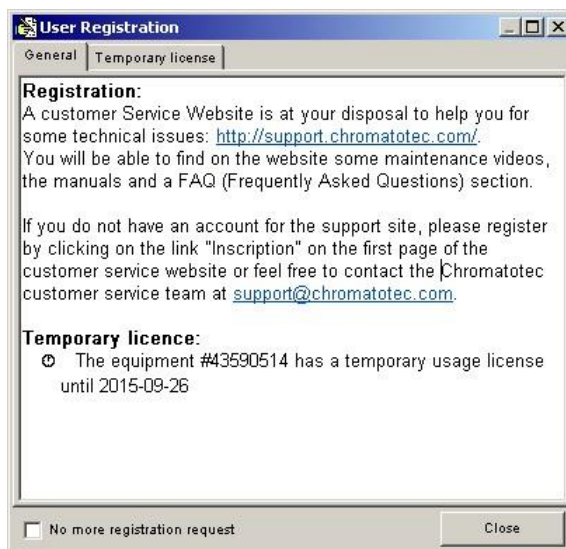 User Registration
General Temporary license
Registration:
A customer Service Website is at your disposal to help you for
some technical issues: http://support.chromatotec.com/.
You will be able to find on the website some maintenance videos,
the manuals and a FAQ (Frequently Asked Questions) section.
If you do not have an account for the support site, please register
by clicking on the link "Inscription" on the first page of the
customer service website or feel free to contact the Chromatotec
customer service team at support@chromatotec.com.
Temporary licence:
The equipment #43590514 has a temporary usage license
until 2015-09-26
No more registration request
Close